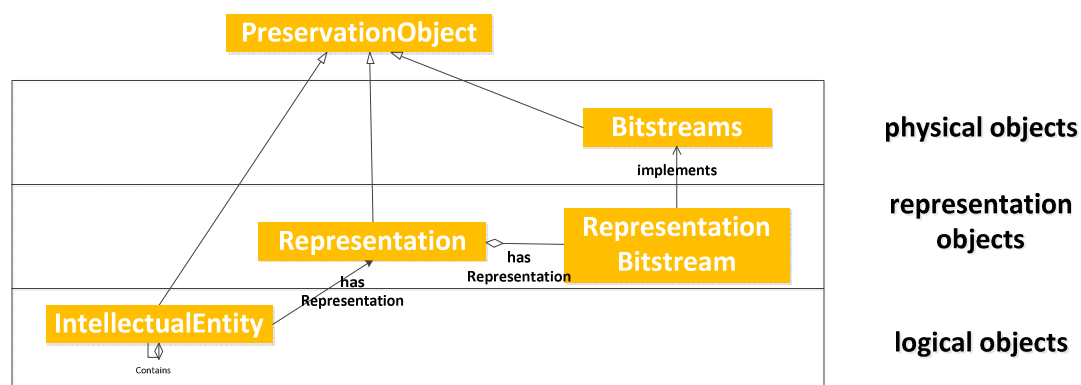 PreservationObject
Bitstreams
physical objects
implements
representation
objects
Representation
Representation
Bitstream
has
Representation
has
Representation
IntellectualEntity
logical objects
Contains